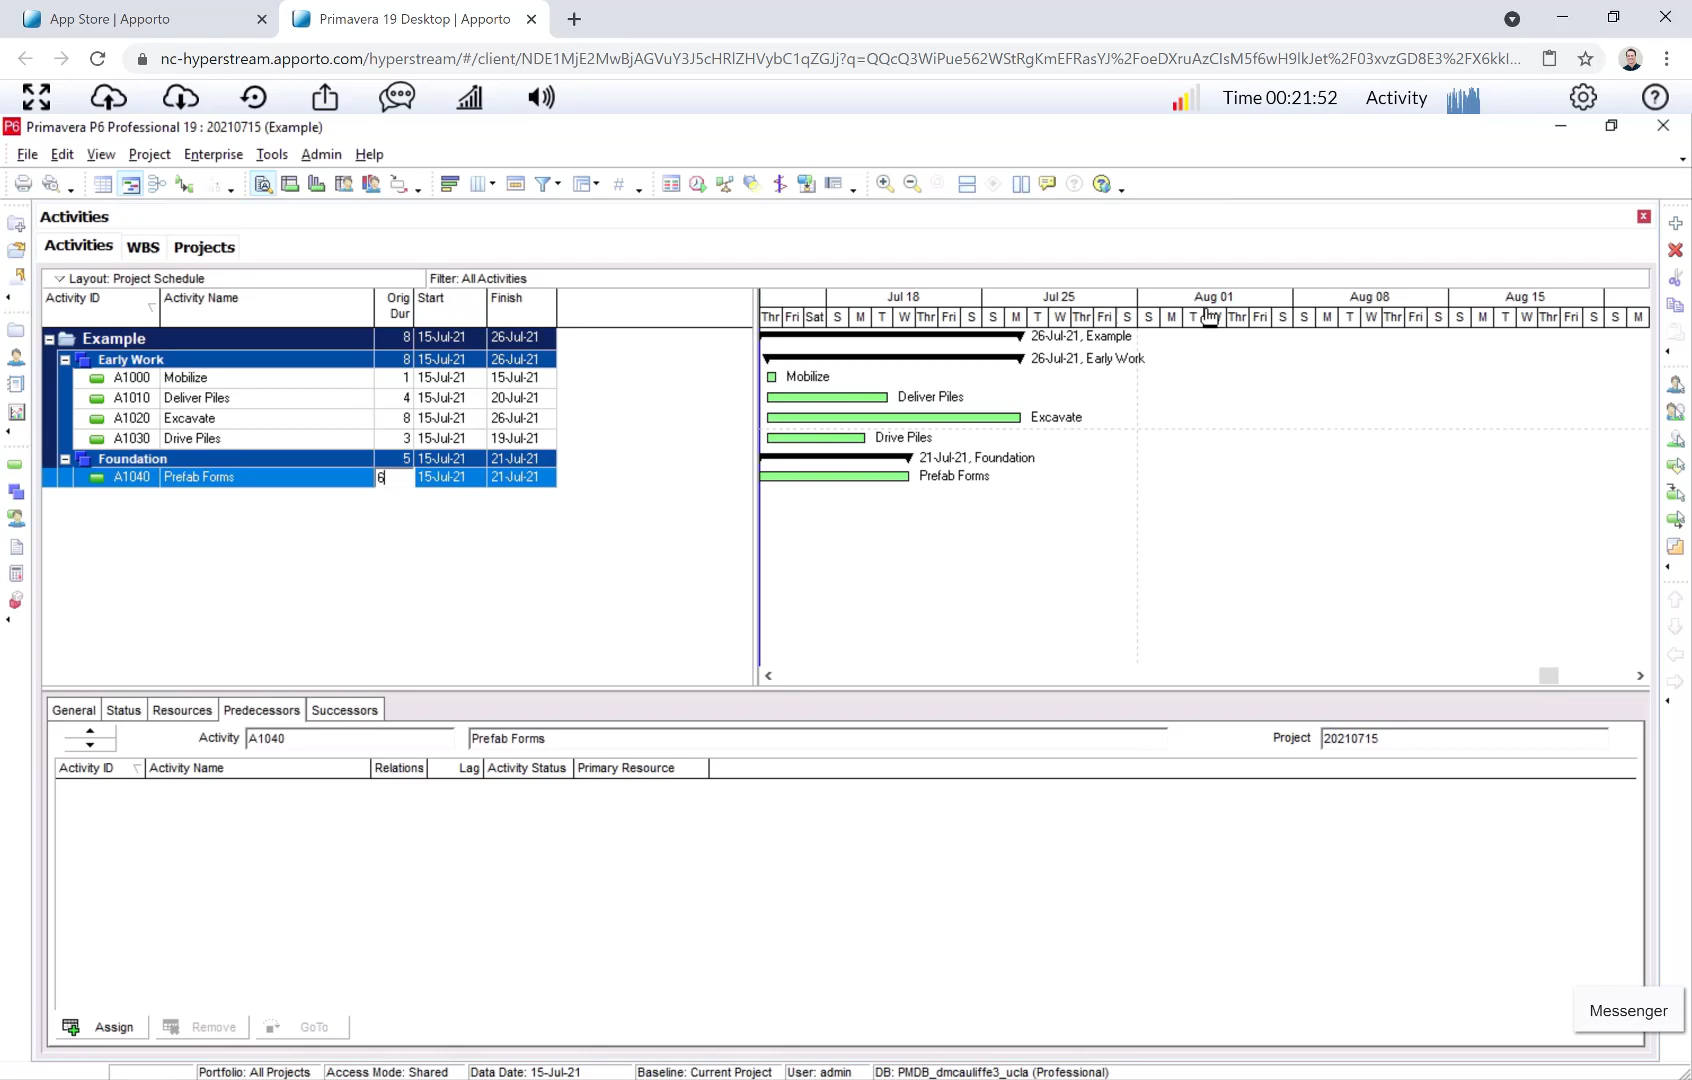 App Store | Apporto
Primavera 19 Desktop | Apporto
nc-hyperstream.apporto.com/hyperstream/#/client/
Time 00:21:52 Activity
P6 Primavera P6 Professional 19 : 20210715 (Example)
File Edit View Project Enterprise Tools Admin Help
Activities
Activities WBS Projects
Layout: Project Schedule Filter: All Activities
Activity ID Activity Name Orig Dur Start Finish
Jul 18 Jul 25 Aug 01 Aug 08 Aug 15
Thr Fri Sat S M T W Thr Fri S S M T W Thr Fri S S M T Thr Fri S S M T W Thr Fri S S M T W Thr Fri S S M
Example 8 15-Jul-21 26-Jul-21 26-Jul-21, Example
Early Work 8 15-Jul-21 26-Jul-21 26-Jul-21, Early Work
A1000 Mobilize 1 15-Jul-21 15-Jul-21 Mobilize
A1010 Deliver Piles 4 15-Jul-21 20-Jul-21 Deliver Piles
A1020 Excavate 8 15-Jul-21 26-Jul-21 Excavate
A1030 Drive Piles 3 15-Jul-21 19-Jul-21 Drive Piles
Foundation 5 15-Jul-21 21-Jul-21 21-Jul-21, Foundation
A1040 Prefab Forms 6 15-Jul-21 21-Jul-21 Prefab Forms
General Status Resources Predecessors Successors
Activity A1040 Prefab Forms Project 20210715
Activity ID Activity Name Relations Lag Activity Status Primary Resource
Assign Remove GoTo
Messenger
Portfolio: All Projects Access Mode: Shared Data Date: 15-Jul-21 Baseline: Current Project User: admin DB: PMDB_dmcauliffe3_ucla (Professional)